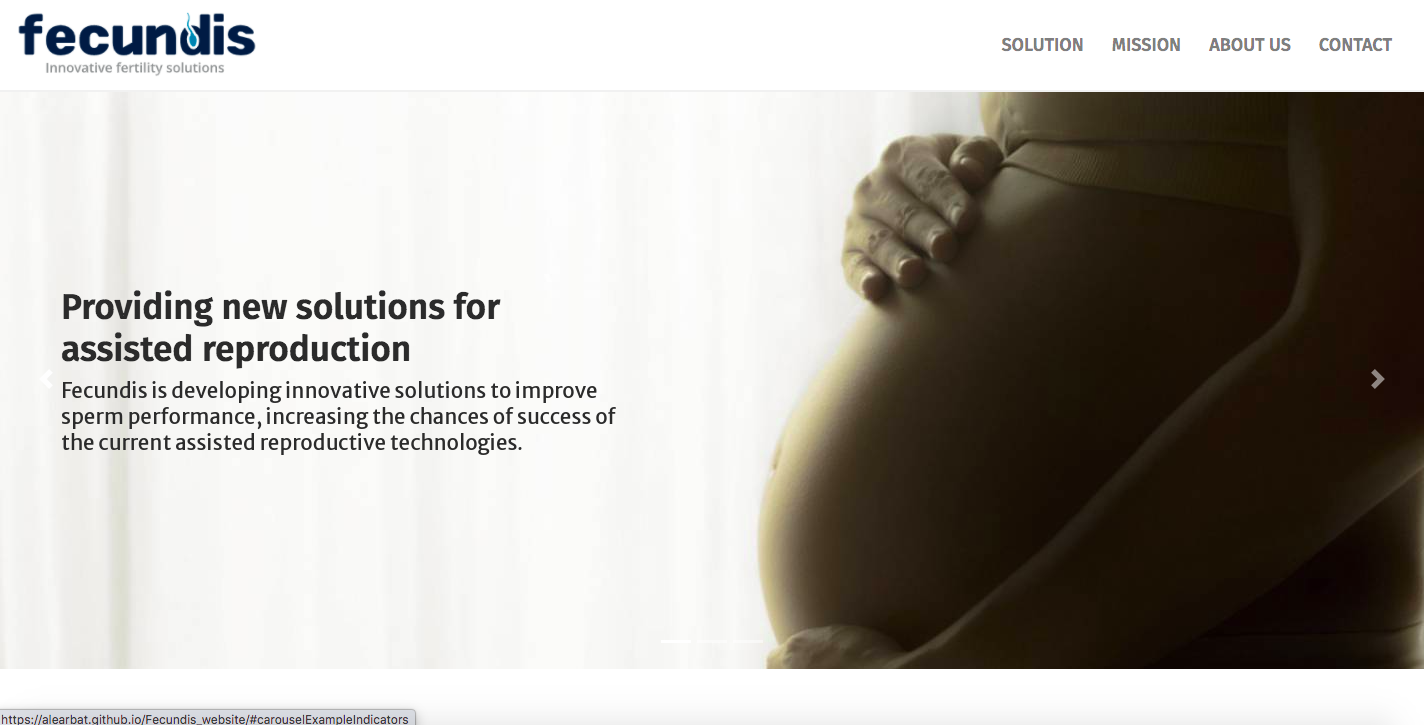 fecundis
Innovative fertility solutions
SOLUTION MISSION ABOUT US CONTACT
Providing new solutions for
assisted reproduction
Fecundis is developing innovative solutions to improve
sperm performance, increasing the chances of success of
the current assisted reproductive technologies.
https://alearbat.github.io/Fecundis_website/#carouselExampleIndicators